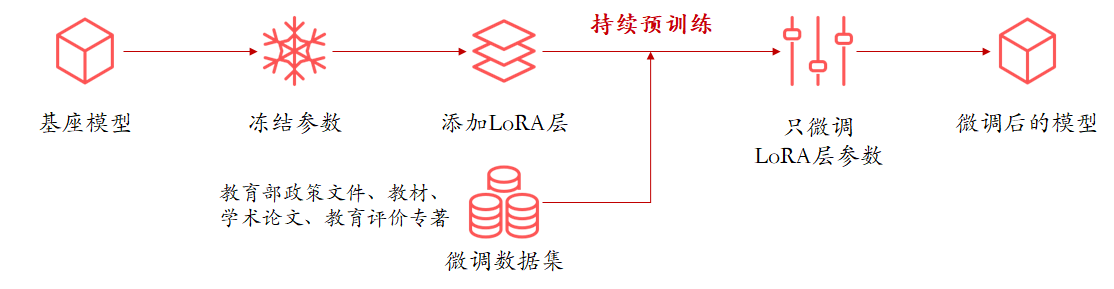 持续预训练
基座模型
冻结参数
添加LoRA层
只微调
LoRA层参数
微调后的模型
教育部政策文件、教材、
学术论文、教育评价专著
微调数据集